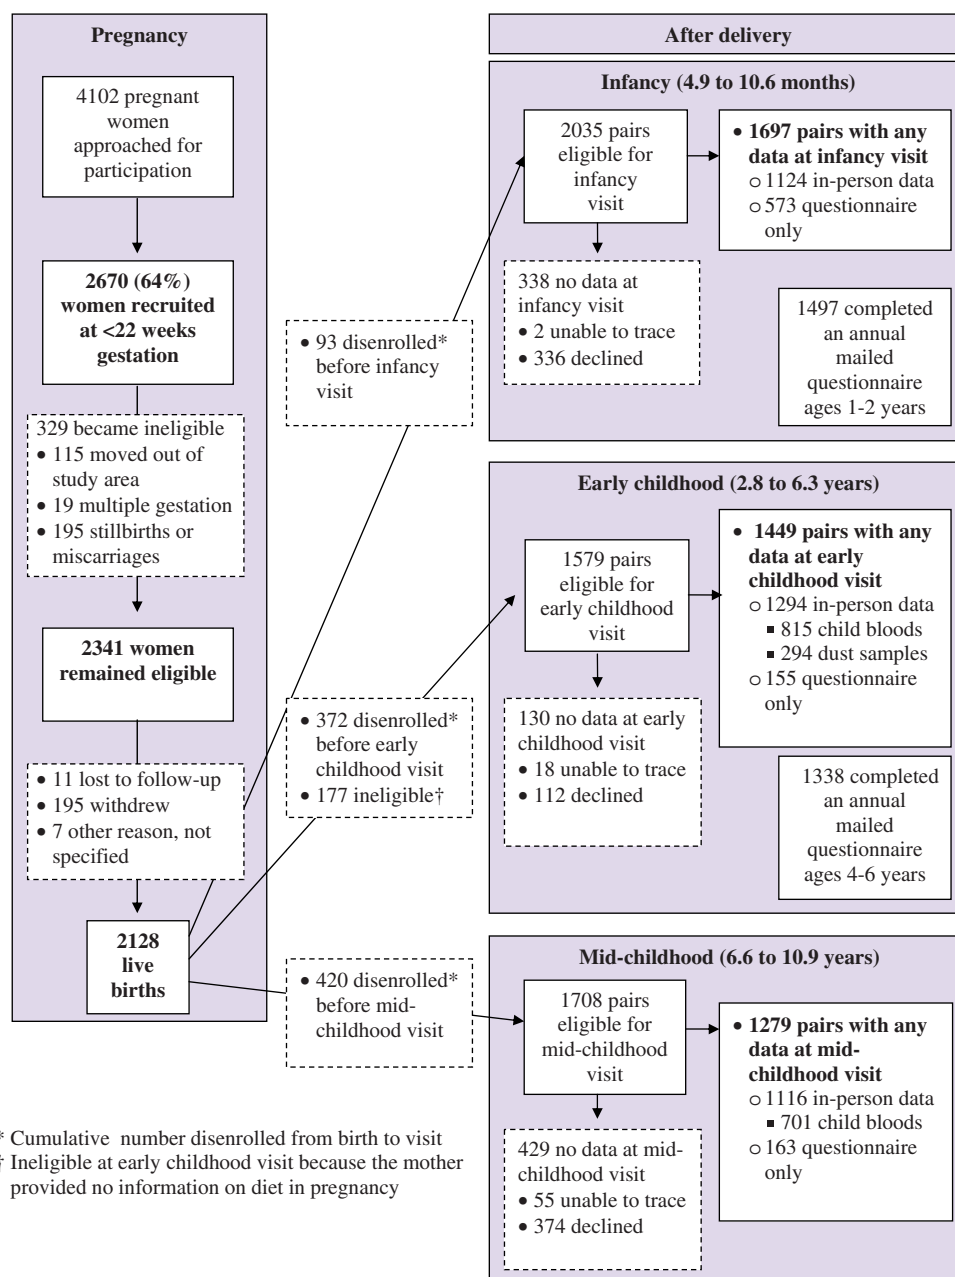 Pregnancy
4102 pregnant
women
approached for
participation
2670 (64%)
women recruited
at <22 weeks
gestation
329 became ineligible
• 115 moved out of
study area
• 19 multiple gestation
• 195 stillbirths or
miscarriages
2341 women
remained eligible
• 11 lost to follow-up
• 195 withdrew
• 7 other reason, not
specified
2128
live
births
• 93 disenrolled*
before infancy
visit
• 372 disenrolled*
before early
childhood visit
• 177 ineligible†
• 420 disenrolled*
before mid-
childhood visit
After delivery
Infancy (4.9 to 10.6 months)
2035 pairs
eligible for
infancy
visit
• 1697 pairs with any
data at infancy visit
o 1124 in-person data
o 573 questionnaire
only
338 no data at
infancy visit
• 2 unable to trace
• 336 declined
1497 completed
an annual
mailed
questionnaire
ages 1-2 years
Early childhood (2.8 to 6.3 years)
1579 pairs
eligible for
early childhood
visit
• 1449 pairs with any
data at early
childhood visit
o 1294 in-person data
▪ 815 child bloods
▪ 294 dust samples
o 155 questionnaire
only
130 no data at early
childhood visit
• 18 unable to trace
• 112 declined
1338 completed
an annual
mailed
questionnaire
ages 4-6 years
Mid-childhood (6.6 to 10.9 years)
1708 pairs
eligible for
mid-childhood
visit
• 1279 pairs with any
data at mid-
childhood visit
o 1116 in-person data
▪ 701 child bloods
o 163 questionnaire
only
429 no data at mid-
childhood visit
• 55 unable to trace
• 374 declined
* Cumulative number disenrolled from birth to visit
† Ineligible at early childhood visit because the mother
provided no information on diet in pregnancy